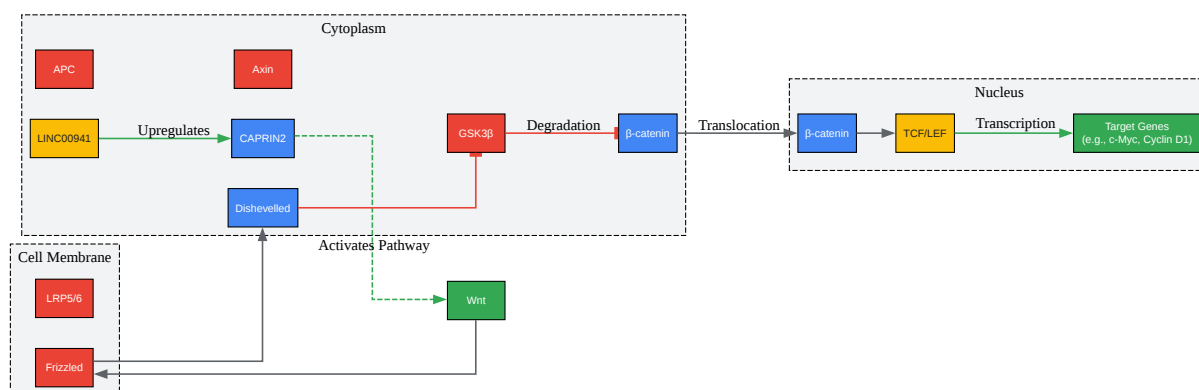 Cytoplasm
APC
Axin
LINC00941
Upregulates
CAPRIN2
GSK3β
Degradation
β-catenin
Translocation
Dishevelled
Activates Pathway
Nucleus
β-catenin
TCF/LEF
Transcription
Target Genes
(e.g., c-Myc, Cyclin D1)
Cell Membrane
LRP5/6
Wnt
Frizzled